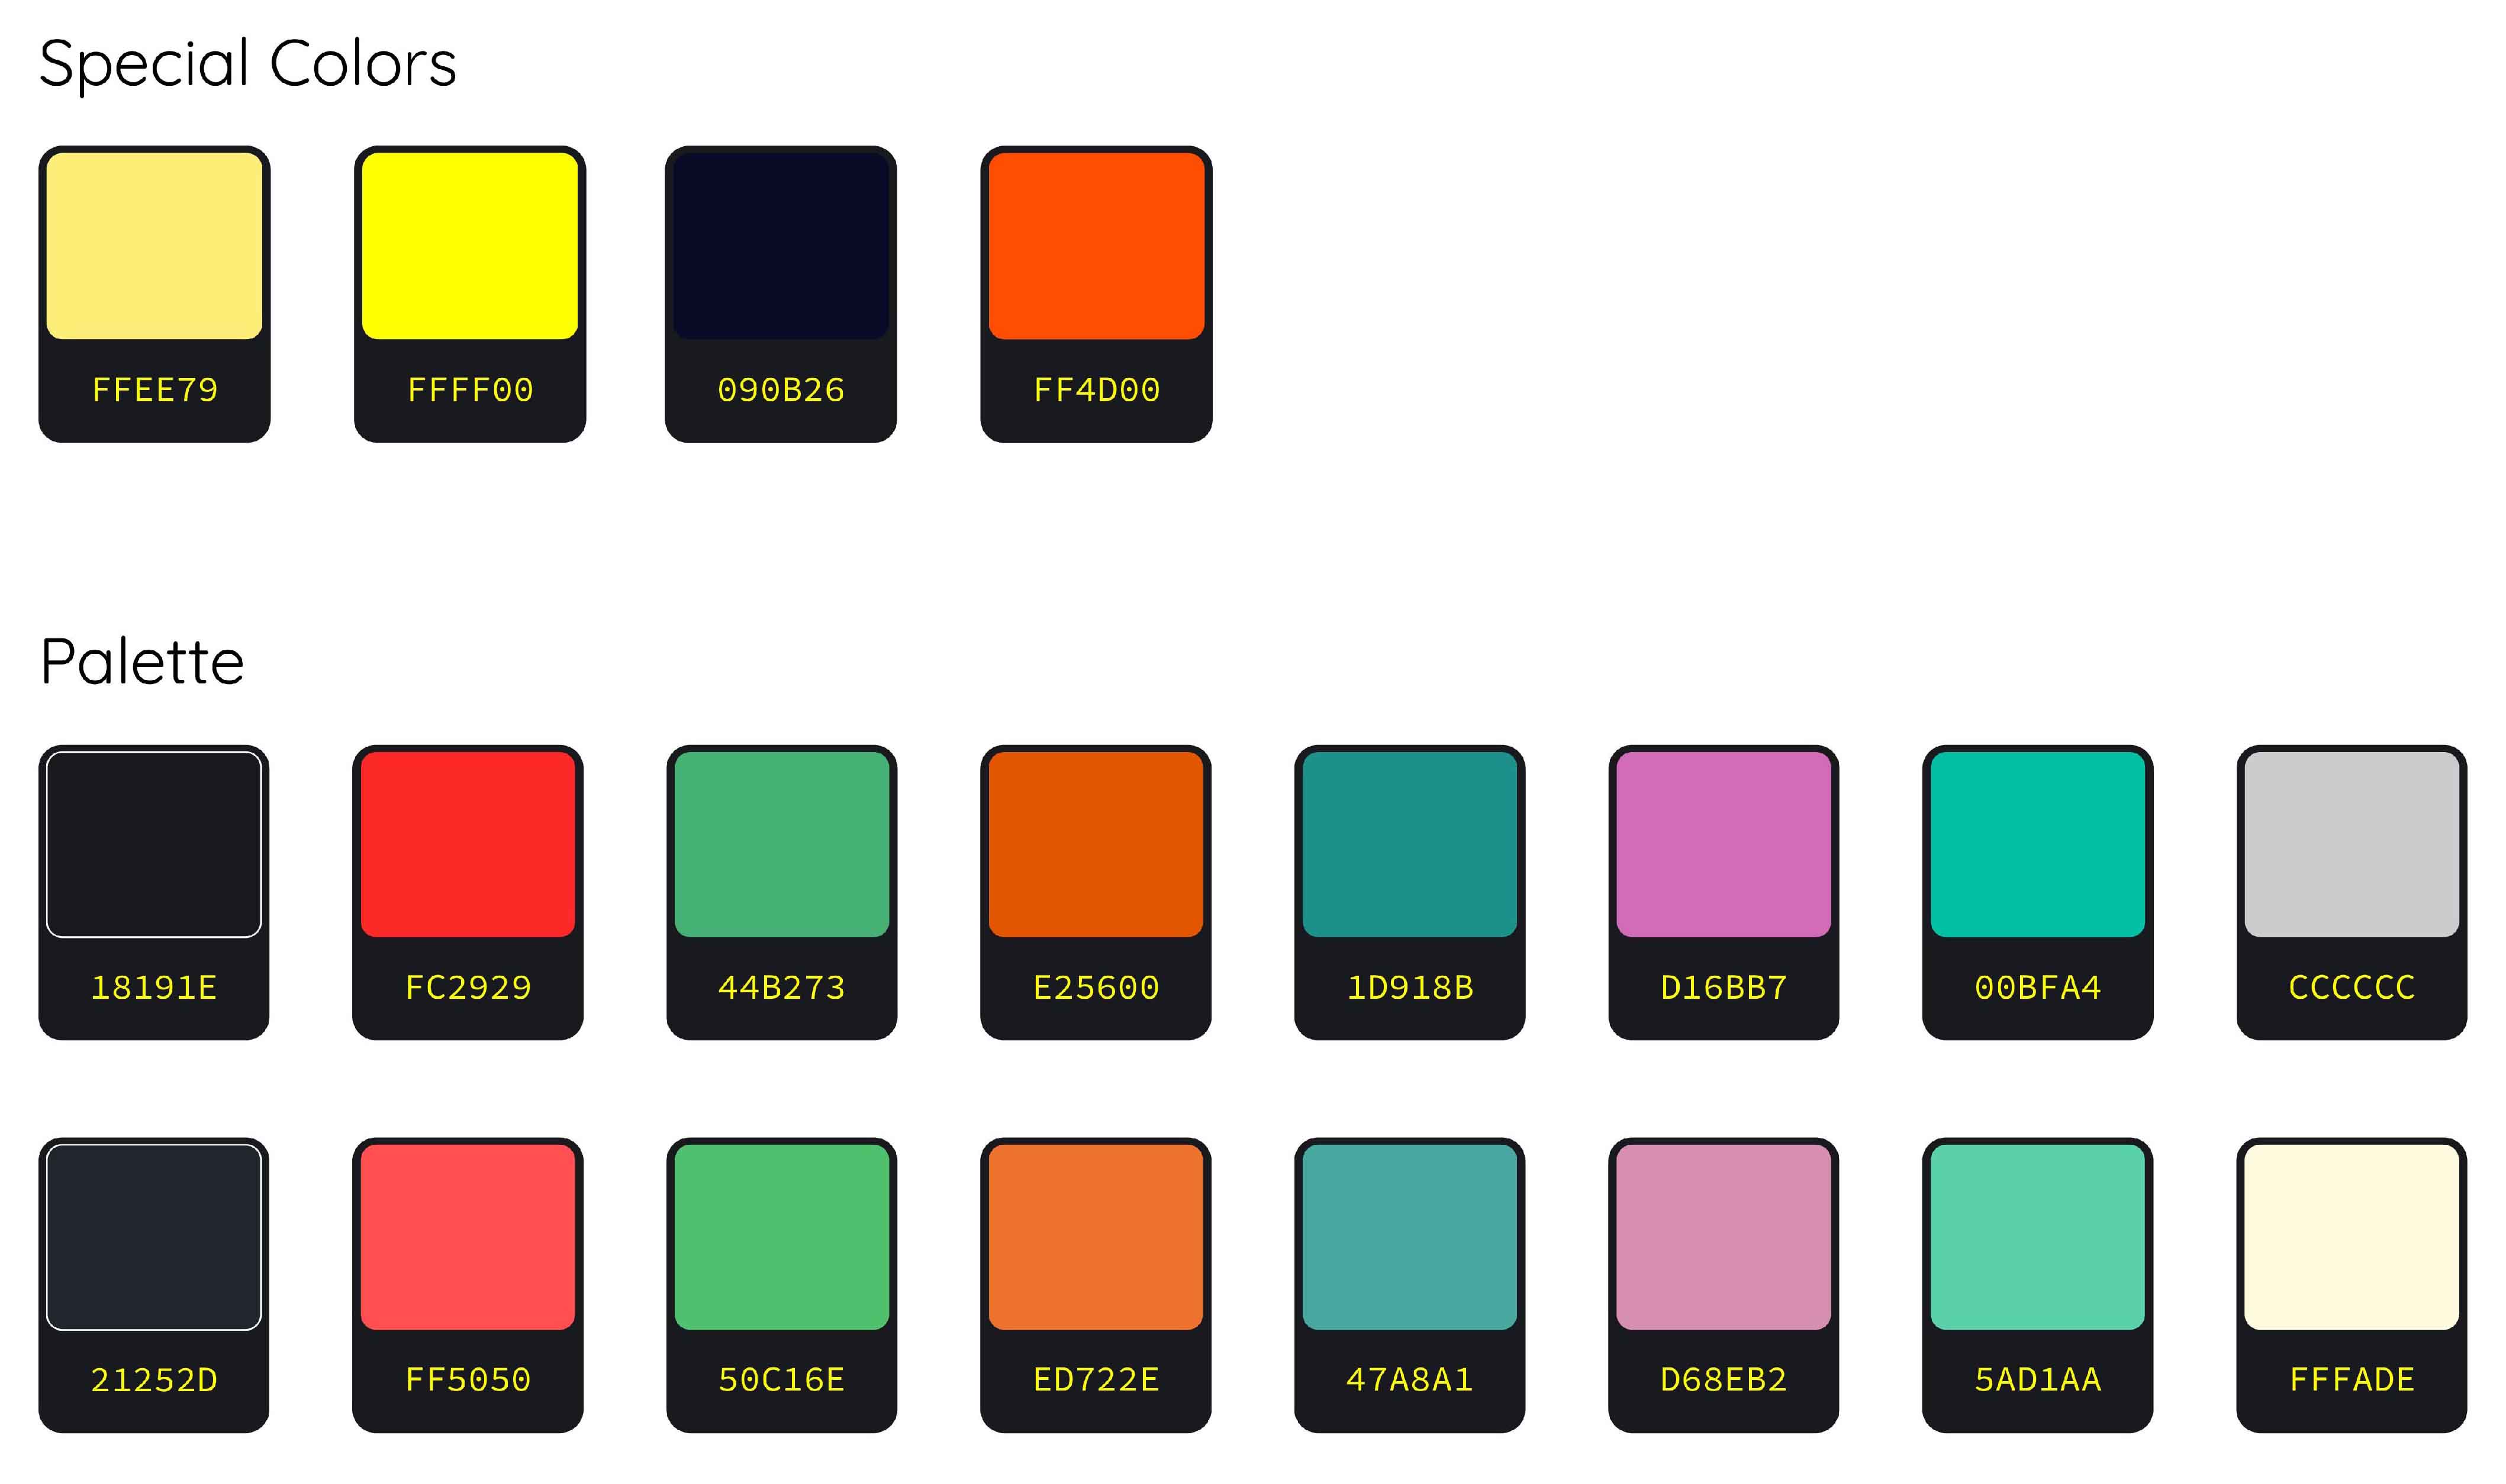 Special Colors
FFEE79 FFFF00 090B26 FF4D00
Palette
18191E FC2929 44B273 E25600 1D918B D16BB7 00BFA4 CCCCCC
21252D FF5050 50C16E ED722E 47A8A1 D68EB2 5AD1AA FFFADE